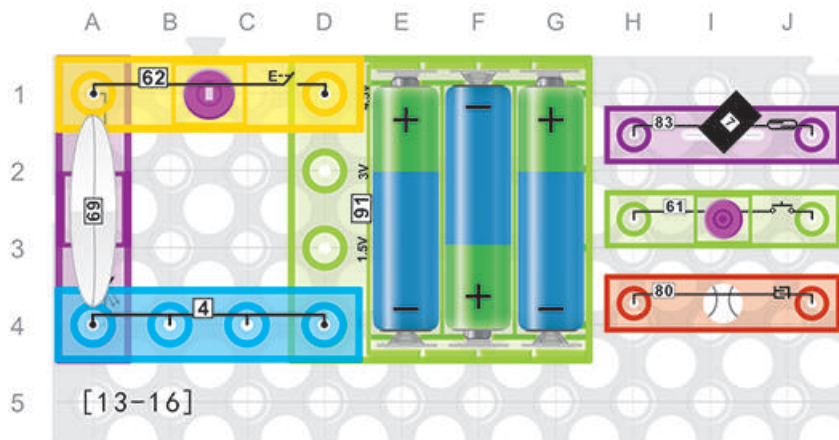 A B C D E F G H I J
1 62 E 4.5V + − + 83 7
2 3V
69 91 61
3 1.5V
4 4 − + − 80
5 [13-16]